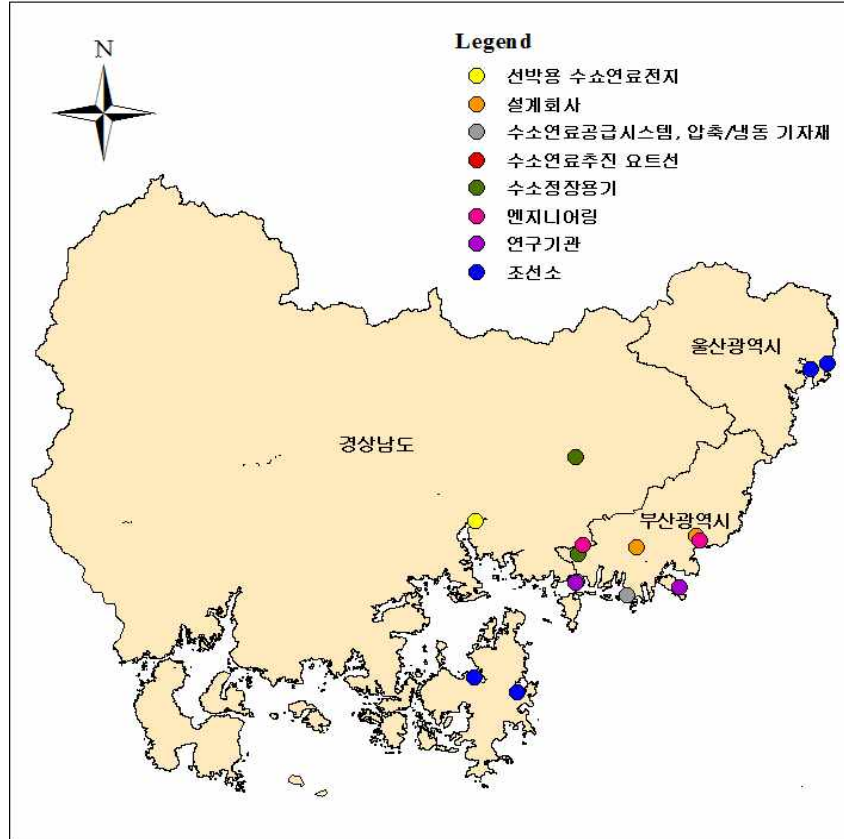 Legend
N
선박용 수쇼연료전지
설계회사
수소연료공급시스템, 압축/냉동 기자재
수소연료추진 요트선
수소정장용기
멘지니어링
연구기관
조선소
울산광역시
경상남도
부산광역시